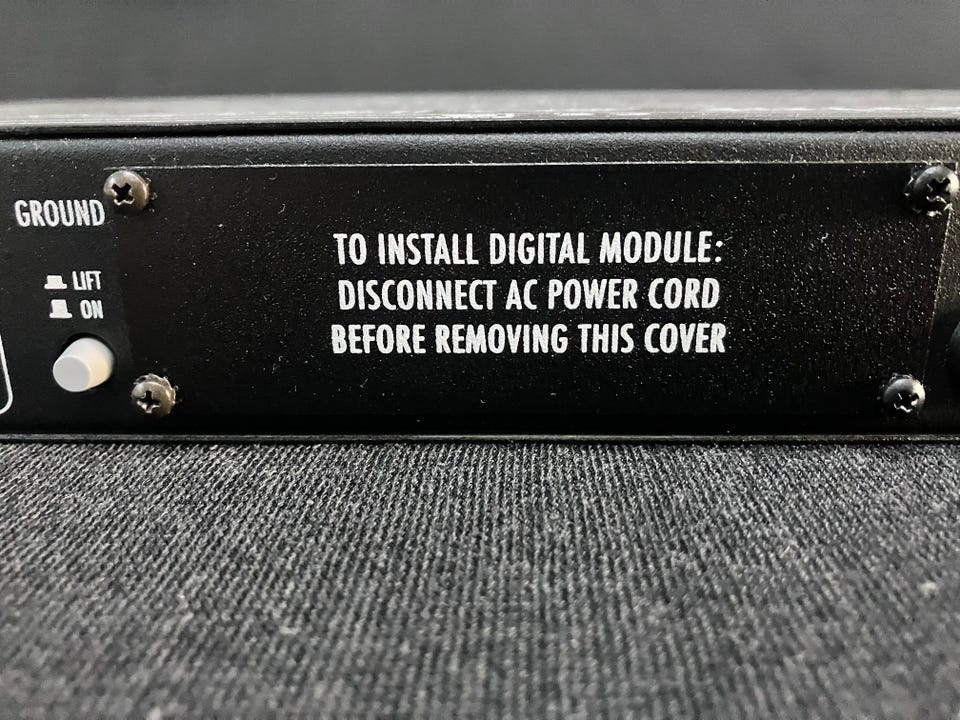 GROUND
LIFT
ON
TO INSTALL DIGITAL MODULE:
DISCONNECT AC POWER CORD
BEFORE REMOVING THIS COVER